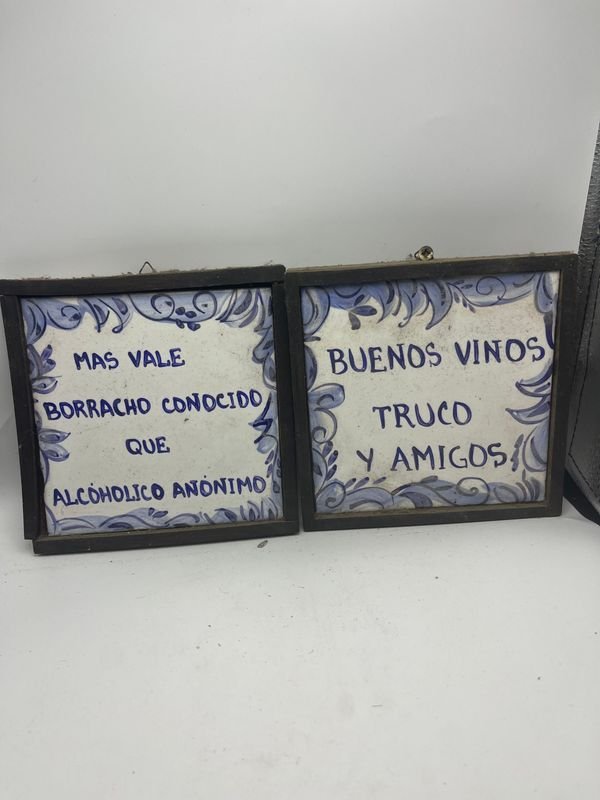 MAS VALE
BORRACHO CONOCIDO
QUE
ALCÓHOLICO ANÓNIMO
BUENOS VINOS
TRUCO
Y AMIGOS